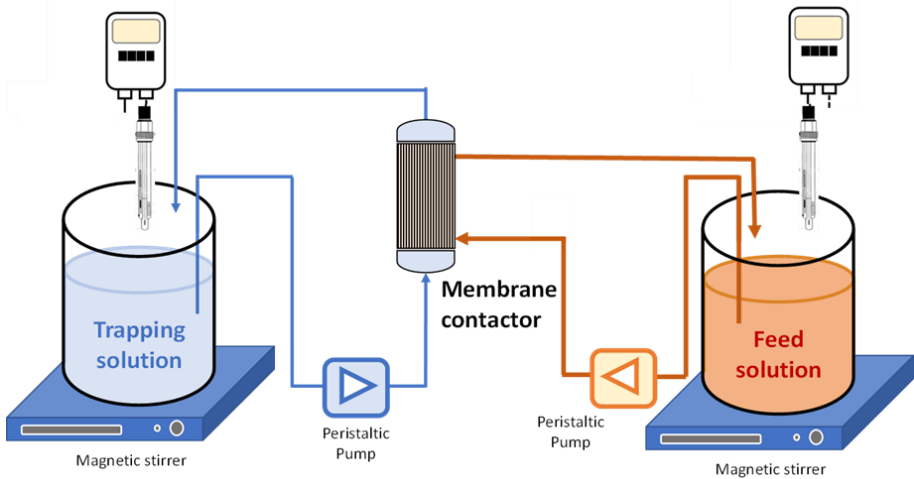 Trapping
solution
Membrane
contactor
Feed
solution
Peristaltic
Pump
Peristaltic
Pump
Magnetic stirrer
Magnetic stirrer